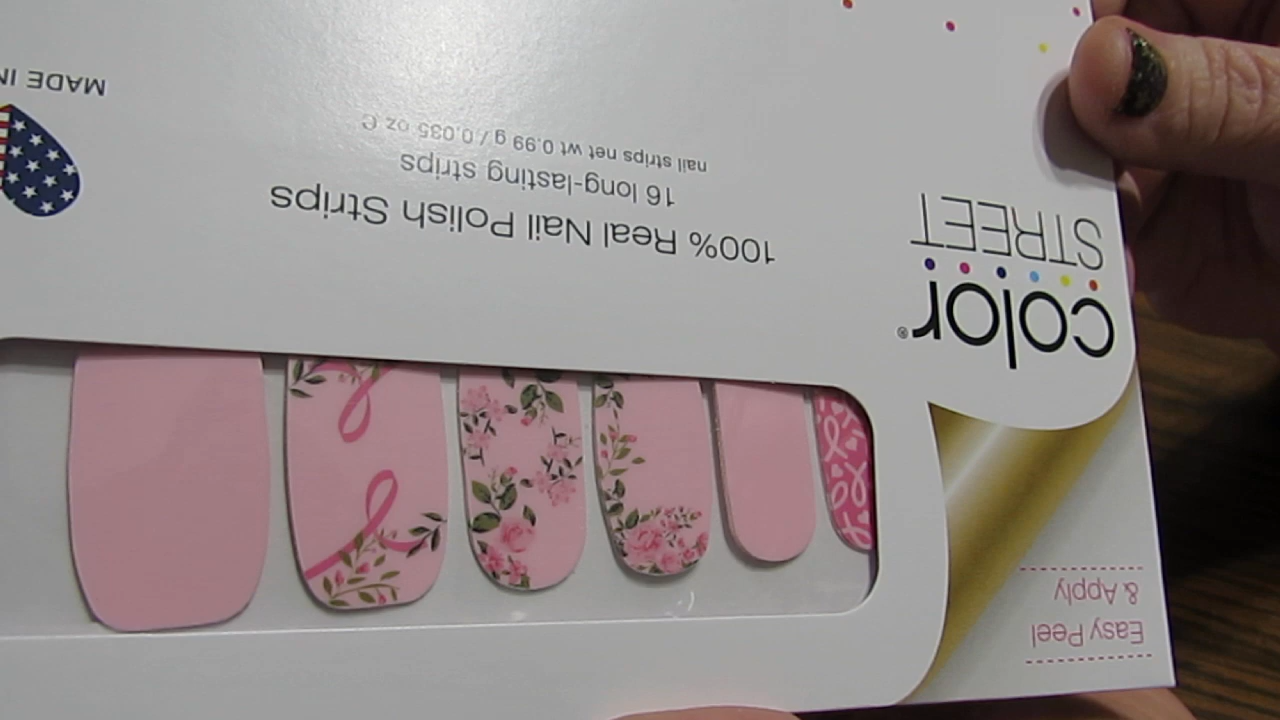 color®
STREET
100% Real Nail Polish Strips
16 long-lasting strips
nail strips net wt 0.99 g / 0.035 oz C
MADE IN
Easy Peel
& Apply